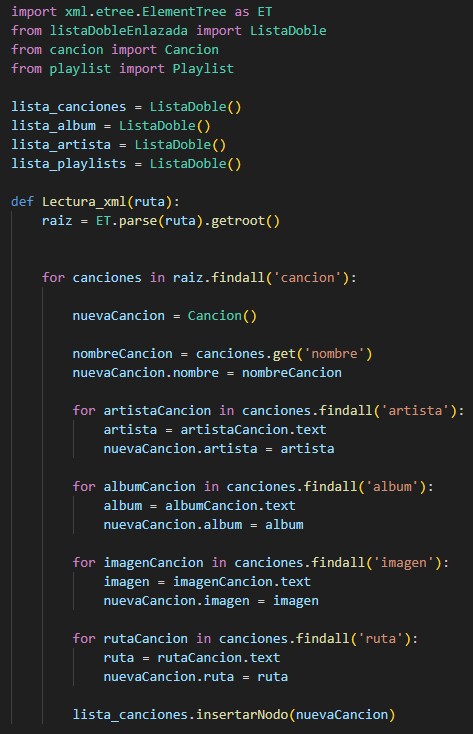 import xml.etree.ElementTree as ET
from listaDobleEnlazada import ListaDoble
from cancion import Cancion
from playlist import Playlist

lista_canciones = ListaDoble()
lista_album = ListaDoble()
lista_artista = ListaDoble()
lista_playlists = ListaDoble()

def Lectura_xml(ruta):
    raiz = ET.parse(ruta).getroot()


    for canciones in raiz.findall('cancion'):

        nuevaCancion = Cancion()

        nombreCancion = canciones.get('nombre')
        nuevaCancion.nombre = nombreCancion

        for artistaCancion in canciones.findall('artista'):
            artista = artistaCancion.text
            nuevaCancion.artista = artista

        for albumCancion in canciones.findall('album'):
            album = albumCancion.text
            nuevaCancion.album = album

        for imagenCancion in canciones.findall('imagen'):
            imagen = imagenCancion.text
            nuevaCancion.imagen = imagen

        for rutaCancion in canciones.findall('ruta'):
            ruta = rutaCancion.text
            nuevaCancion.ruta = ruta

        lista_canciones.insertarNodo(nuevaCancion)